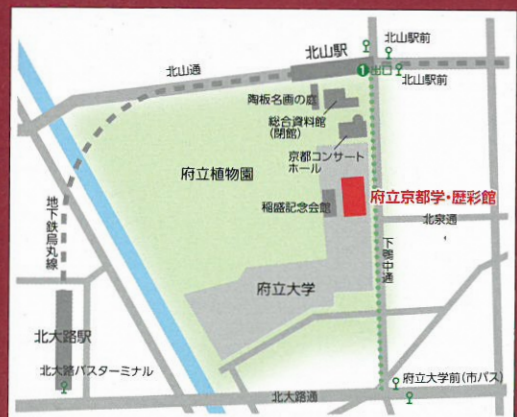 北山駅前
北山駅
北山通
❶出口
北山駅前
陶板名画の庭
総合資料館
(閉館)
京都コンサート
ホール
府立植物園
府立京都学・歴彩館
稲盛記念会館
北泉通
地下鉄烏丸線
下鴨中通
府立大学
北大路駅
北大路バスターミナル
府立大学前(市バス)
北大路通